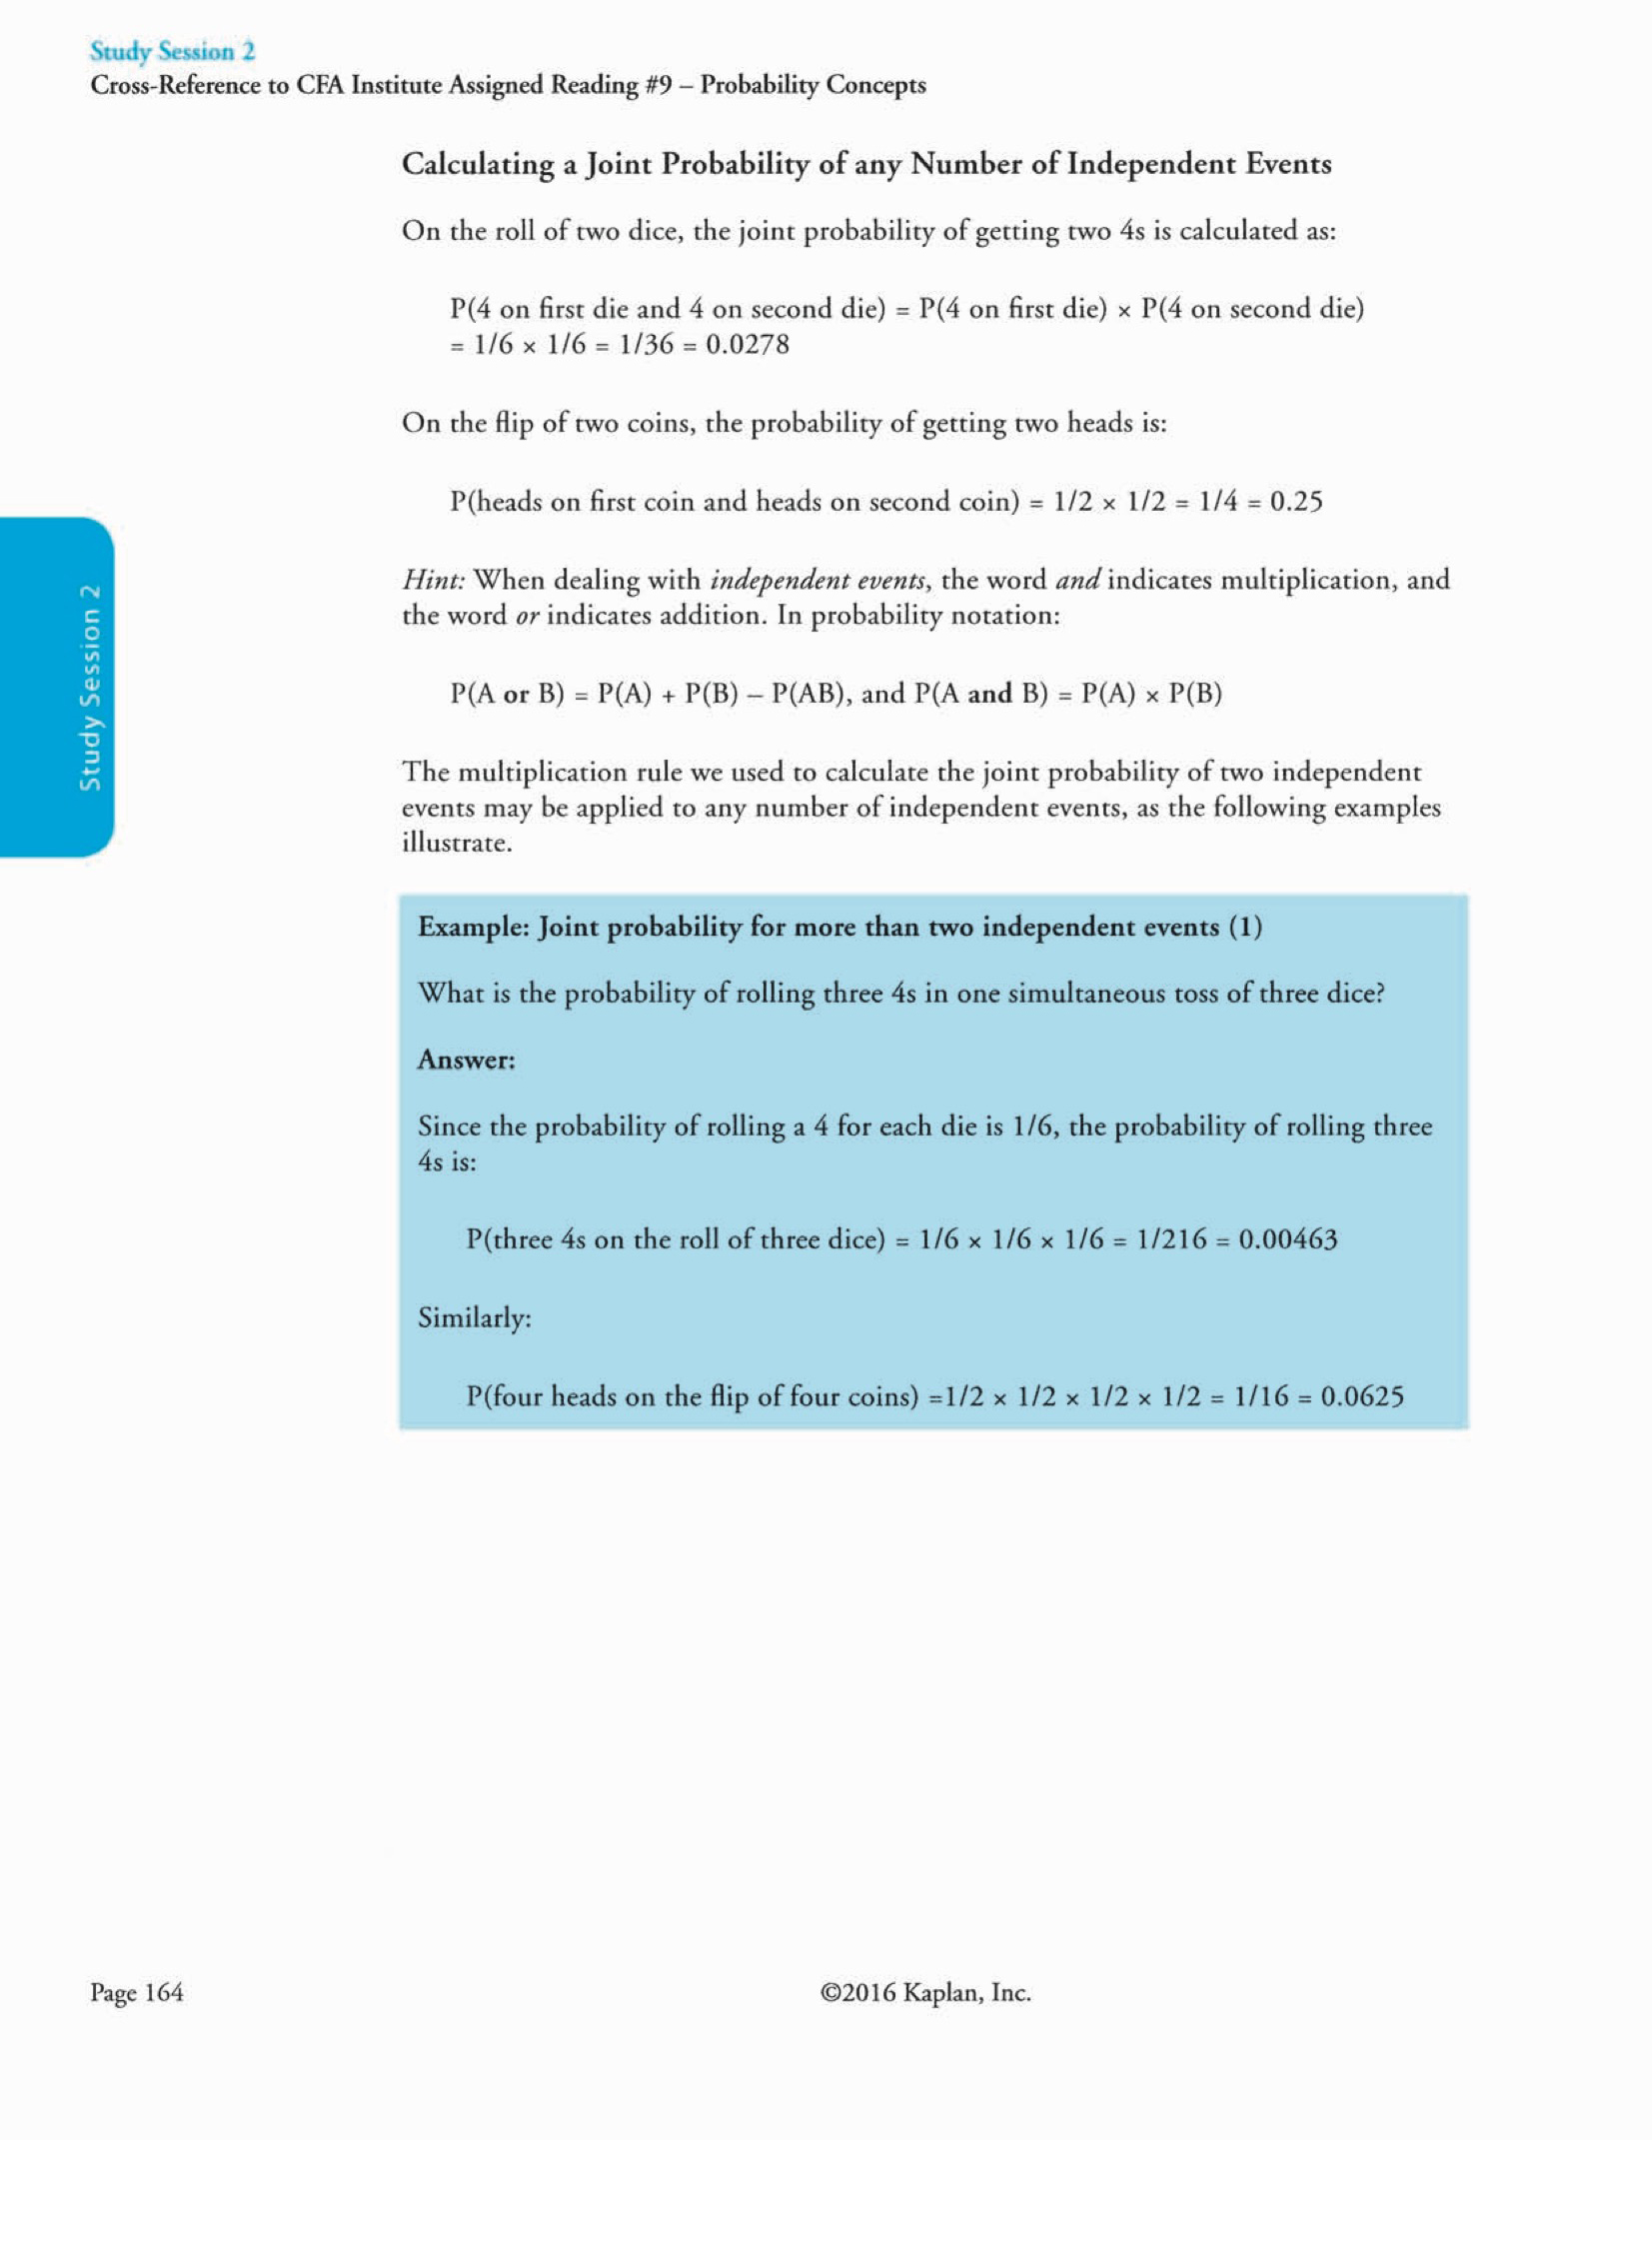 Study Session 2
Cross-Reference to CFA Institute Assigned Reading #9 – Probability Concepts
Calculating a Joint Probability of any Number of Independent Events
On the roll of two dice, the joint probability of getting two 4s is calculated as:
P(4 on first die and 4 on second die) = P(4 on first die) × P(4 on second die)
= 1/6 × 1/6 = 1/36 = 0.0278
On the flip of two coins, the probability of getting two heads is:
P(heads on first coin and heads on second coin) = 1/2 × 1/2 = 1/4 = 0.25
Hint: When dealing with independent events, the word and indicates multiplication, and
the word or indicates addition. In probability notation:
P(A or B) = P(A) + P(B) – P(AB), and P(A and B) = P(A) × P(B)
The multiplication rule we used to calculate the joint probability of two independent
events may be applied to any number of independent events, as the following examples
illustrate.
Study Session 2
Example: Joint probability for more than two independent events (1)
What is the probability of rolling three 4s in one simultaneous toss of three dice?
Answer:
Since the probability of rolling a 4 for each die is 1/6, the probability of rolling three
4s is:
P(three 4s on the roll of three dice) = 1/6 × 1/6 × 1/6 = 1/216 = 0.00463
Similarly:
P(four heads on the flip of four coins) =1/2 × 1/2 × 1/2 × 1/2 = 1/16 = 0.0625
Page 164
©2016 Kaplan, Inc.